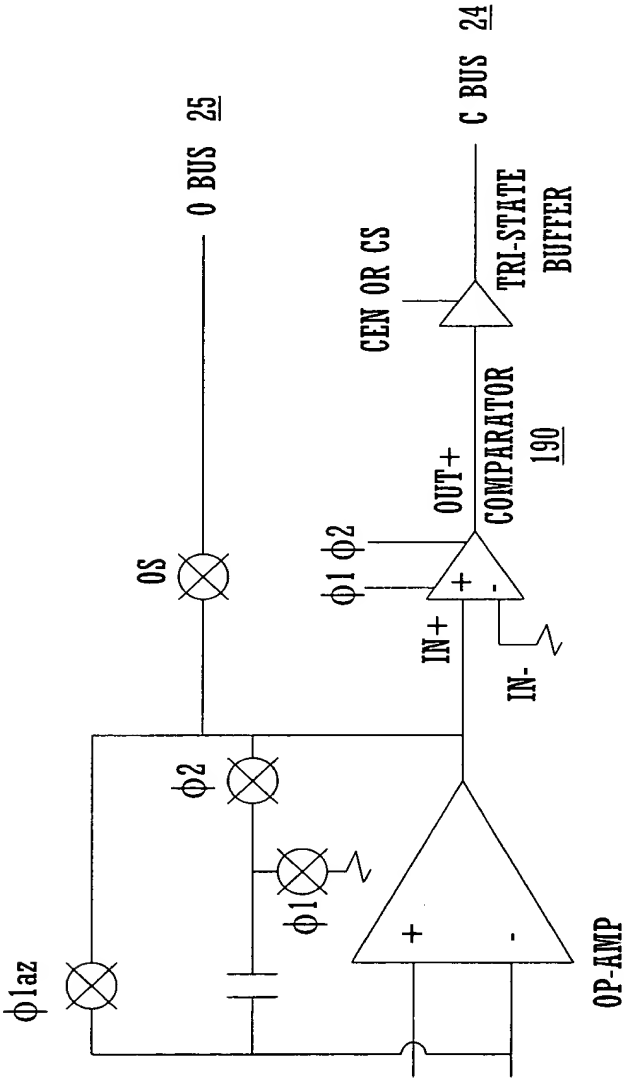 ϕ1az
OS
O BUS 25
ϕ2
ϕ1
CEN OR CS
C BUS 24
ϕ1
ϕ2
OUT+
TRI-STATE
BUFFER
IN+
+
-
COMPARATOR
190
IN-
+
-
OP-AMP